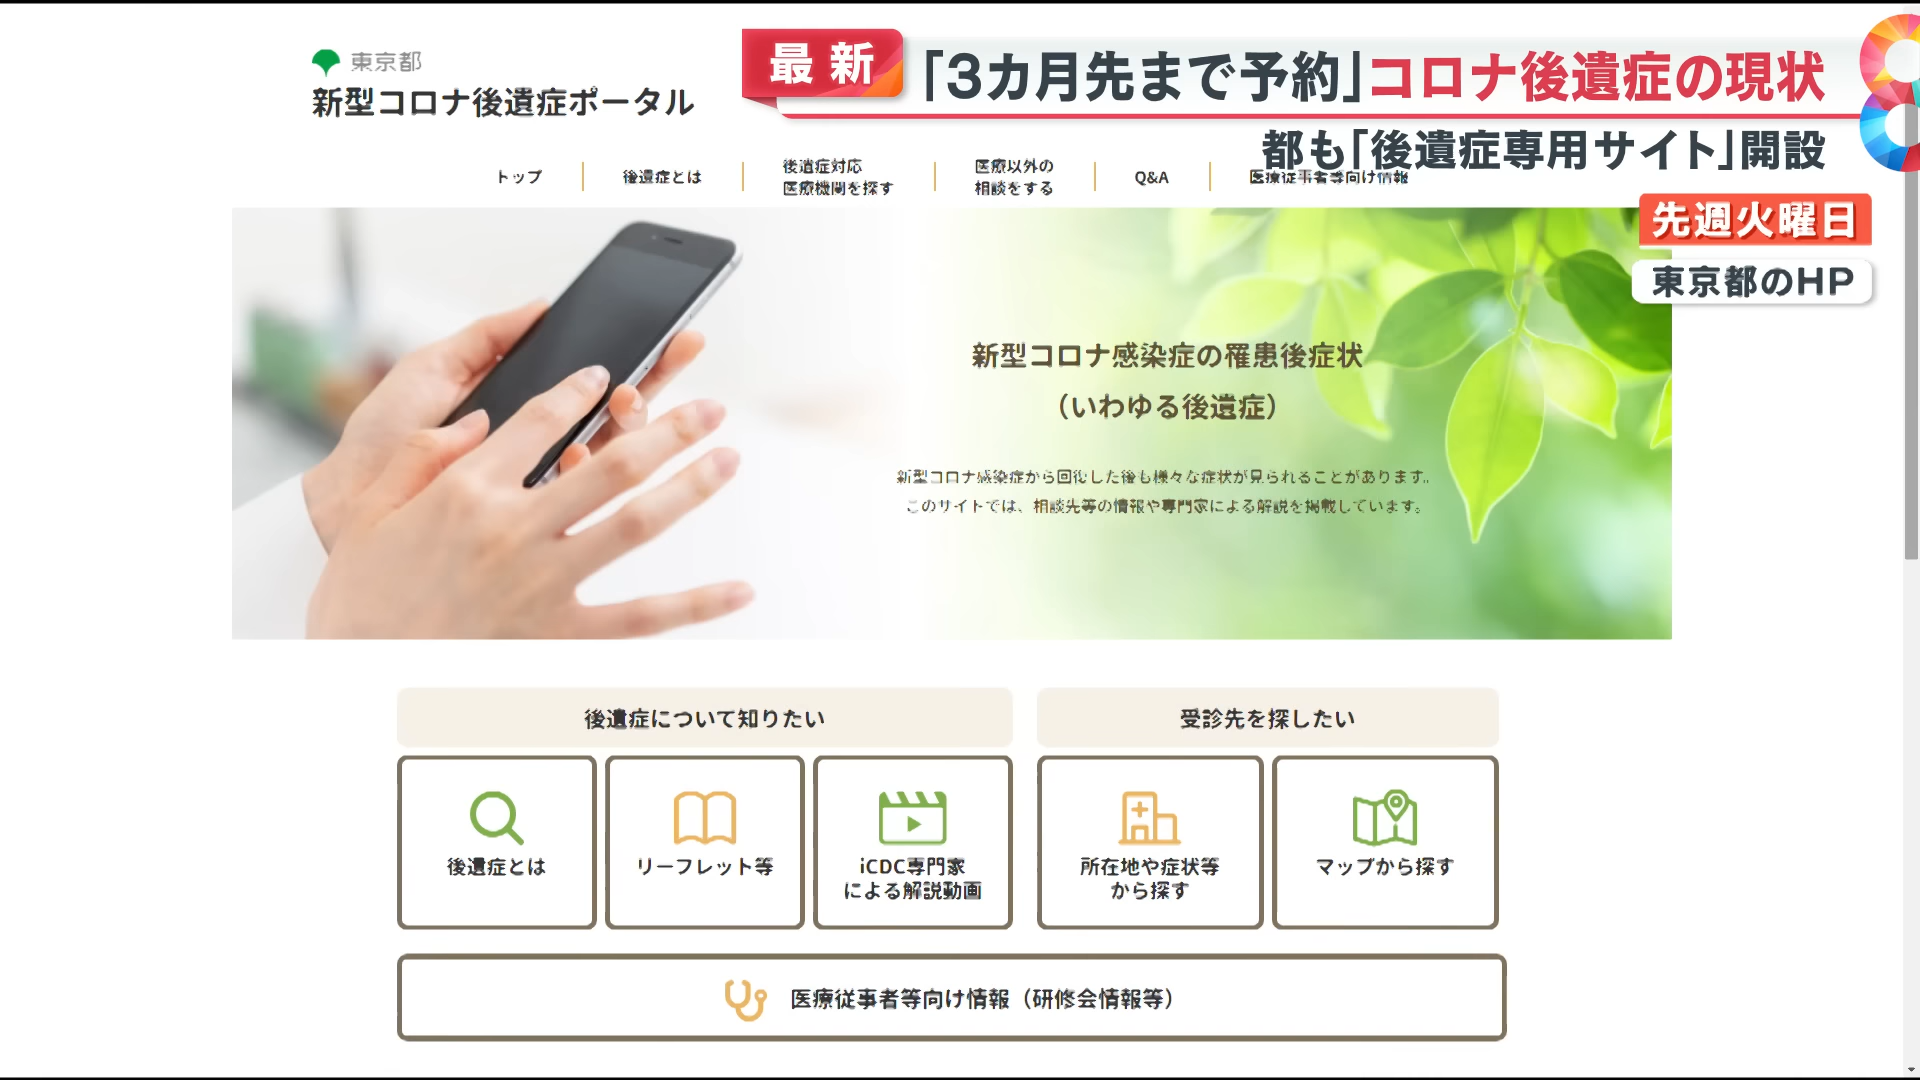 東京都
新型コロナ後遺症ポータル
最新
「3カ月先まで予約」コロナ後遺症の現状
都も「後遺症専用サイト」開設
先週火曜日
東京都のHP
トップ
後遺症とは
後遺症対応
医療機関を探す
医療以外の
相談をする
Q&A
医療従事者等向け情報
新型コロナ感染症の罹患後症状
（いわゆる後遺症）
新型コロナ感染症から回復した後も様々な症状が見られることがあります。
このサイトでは、相談先等の情報や専門家による解説を掲載しています。
後遺症について知りたい
受診先を探したい
後遺症とは
リーフレット等
iCDC専門家
による解説動画
所在地や症状等
から探す
マップから探す
医療従事者等向け情報（研修会情報等）